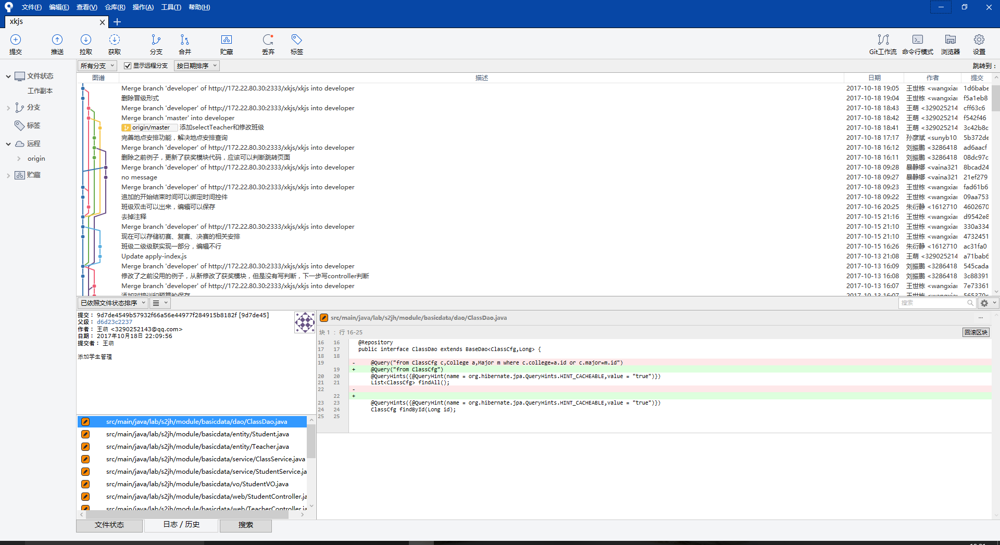 文件(F) 编辑(E) 查看(V) 仓库(R) 操作(A) 工具(T) 帮助(H)
xkjs
提交 推送 拉取 获取 分支 合并 贮藏 丢弃 标签 Git工作流 命令行模式 浏览器 设置
所有分支 显示远程分支 按日期排序 跳转到：
文件状态
工作副本
分支
标签
远程
origin
贮藏
图谱 描述 日期 作者 提交
Merge branch 'developer' of http://172.22.80.30:2333/xkjs/xkjs into developer 2017-10-18 19:05 王世栋 <wangxiar 1d6babe
删除晋级形式 2017-10-18 19:04 王世栋 <wangxiar f5a1eb8
Merge branch 'developer' of http://172.22.80.30:2333/xkjs/xkjs into developer 2017-10-18 18:43 王萌 <329025214 cff63c6
Merge branch 'master' into developer 2017-10-18 18:42 王萌 <329025214 f542f46
origin/master 添加selectTeacher和修改班级 2017-10-18 18:41 王萌 <329025214 3c42b8c
完善地点安排功能，解决地点安排查询 2017-10-18 17:17 孙彦斌 <sunyb10 5b372de
Merge branch 'developer' of http://172.22.80.30:2333/xkjs/xkjs into developer 2017-10-18 16:12 刘振鹏 <3286418 ad6aacf
删除之前例子，更新了获奖模块代码，应该可以判断跳转页面 2017-10-18 16:11 刘振鹏 <3286418 08dc97c
Merge branch 'developer' of http://172.22.80.30:2333/xkjs/xkjs into developer 2017-10-18 09:28 暴静娜 <vaina321 8bcad24
no message 2017-10-18 09:27 暴静娜 <vaina321 21ef279
Merge branch 'developer' of http://172.22.80.30:2333/xkjs/xkjs into developer 2017-10-18 09:23 王世栋 <wangxiar fad61b6
追加的开始结束时间可以绑定时间控件 2017-10-18 09:22 王世栋 <wangxiar 09aa753
班级双击可以出来，编辑可以保存 2017-10-16 20:25 朱衍静 <1612710 4602670
去掉注释 2017-10-15 21:16 王世栋 <wangxiar d9542e8
Merge branch 'developer' of http://172.22.80.30:2333/xkjs/xkjs into developer 2017-10-15 21:10 王世栋 <wangxiar 330a334
现在可以存储初赛、复赛、决赛的相关安排 2017-10-15 21:10 王世栋 <wangxiar 4732451
班级二级级联实现一部分，编辑不行 2017-10-15 16:26 朱衍静 <1612710 ac31fa0
Update apply-index.js 2017-10-13 21:08 王萌 <329025214 a71bab6
Merge branch 'developer' of http://172.22.80.30:2333/xkjs/xkjs into developer 2017-10-13 16:09 刘振鹏 <3286418 545cada
修改了之前没用的例子，从新修改了获奖模块，但是没有写判断，下一步写controller判断 2017-10-13 16:08 刘振鹏 <3286418 3c88391
Merge branch 'developer' of http://172.22.80.30:2333/xkjs/xkjs into developer 2017-10-13 16:07 王世栋 <wangxiar 7e73361
添加对培训和预算的保存 2017-10-13 16:07 王世栋 <wangxiar 565370c
已依照文件状态排序 搜索
提交： 9d7de4549b57932f66a56e44977f284915b8182f [9d7de45]
父级： d6d23c2237
作者： 王萌 <3290252143@qq.com>
日期： 2017年10月18日 22:09:56
提交者： 王萌
添加学生管理
src/main/java/lab/s2jh/module/basicdata/dao/ClassDao.java
src/main/java/lab/s2jh/module/basicdata/entity/Student.java
src/main/java/lab/s2jh/module/basicdata/entity/Teacher.java
src/main/java/lab/s2jh/module/basicdata/service/ClassService.java
src/main/java/lab/s2jh/module/basicdata/service/StudentService.ja
src/main/java/lab/s2jh/module/basicdata/vo/StudentVO.java
src/main/java/lab/s2jh/module/basicdata/web/StudentController.ja
src/main/java/lab/s2jh/module/basicdata/web/TeacherController.ja
src/main/java/lab/s2jh/module/basicdata/dao/ClassDao.java ...
块 1 ： 行 16-25 回滚区块
16 16 @Repository
17 17 public interface ClassDao extends BaseDao<ClassCfg,Long> {
18 18
19 - @Query("from ClassCfg c,College a,Major m where c.college=a.id or c.major=m.id")
19 + @Query("from ClassCfg")
20 20 @QueryHints({@QueryHint(name = org.hibernate.jpa.QueryHints.HINT_CACHEABLE,value = "true")})
21 21 List<ClassCfg> findAll();
22 -
22 +
23 23 @QueryHints({@QueryHint(name = org.hibernate.jpa.QueryHints.HINT_CACHEABLE,value = "true")})
24 24 ClassCfg findById(Long id);
25 25
文件状态 日志 / 历史 搜索